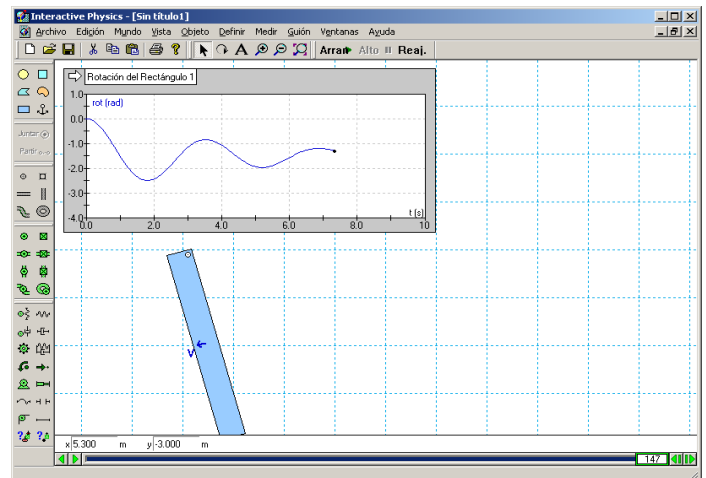 Interactive Physics - [Sin título1]
Archivo Edición Mundo Vista Objeto Definir Medir Guión Ventanas Ayuda
A Arran Alto Reaj.
Rotación del Rectángulo 1
1.0 rot (rad)
0.0
-1.0
-2.0
-3.0
-4.0
t (s)
0.0 2.0 4.0 6.0 8.0 10
Juntar
Partir
V
x 5.300 m y -3.000 m
147